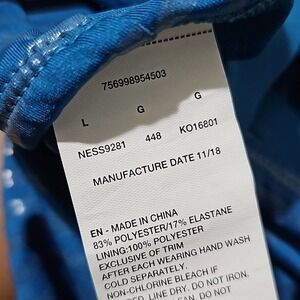 756998954503
L G G
NESS9281 448 KO16801
MANUFACTURE DATE 11/18
EN - MADE IN CHINA
83% POLYESTER/17% ELASTANE
LINING:100% POLYESTER
EXCLUSIVE OF TRIM
AFTER EACH WEARING HAND WASH
COLD SEPARATELY.
NON-CHLORINE BLEACH IF
LINE DRY. DO NOT IRON.